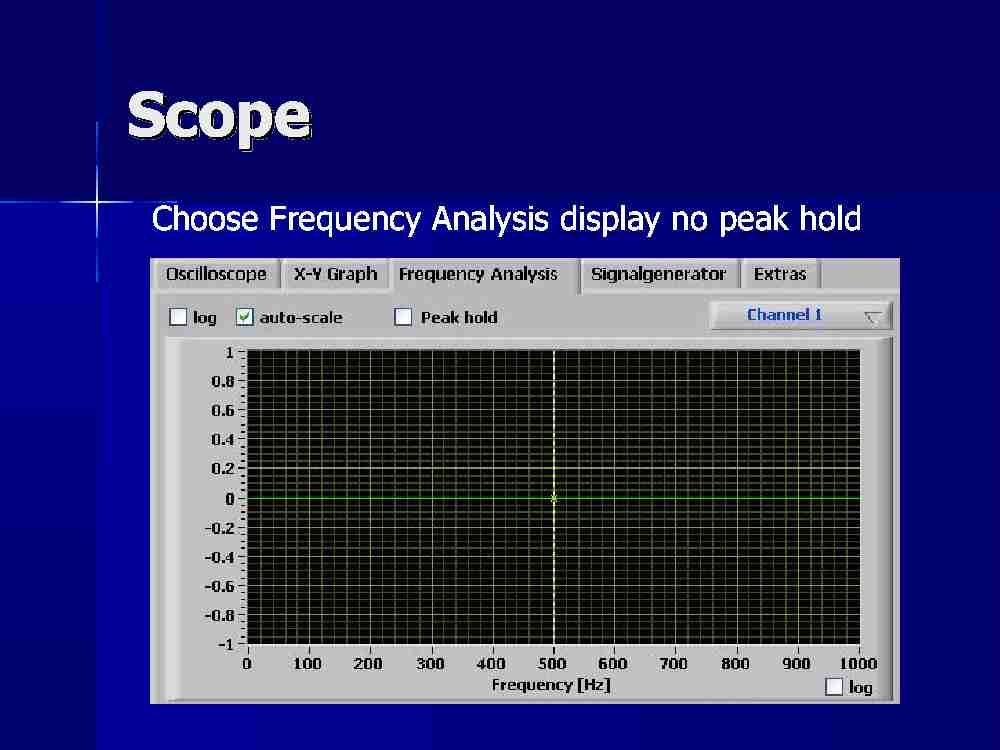 Scope
Choose Frequency Analysis display no peak hold
Oscilloscope X-Y Graph Frequency Analysis Signalgenerator Extras
log auto-scale Peak hold Channel 1
1
0.8
0.6
0.4
0.2
0
-0.2
-0.4
-0.6
-0.8
-1
0 100 200 300 400 500 600 700 800 900 1000
Frequency [Hz]
log